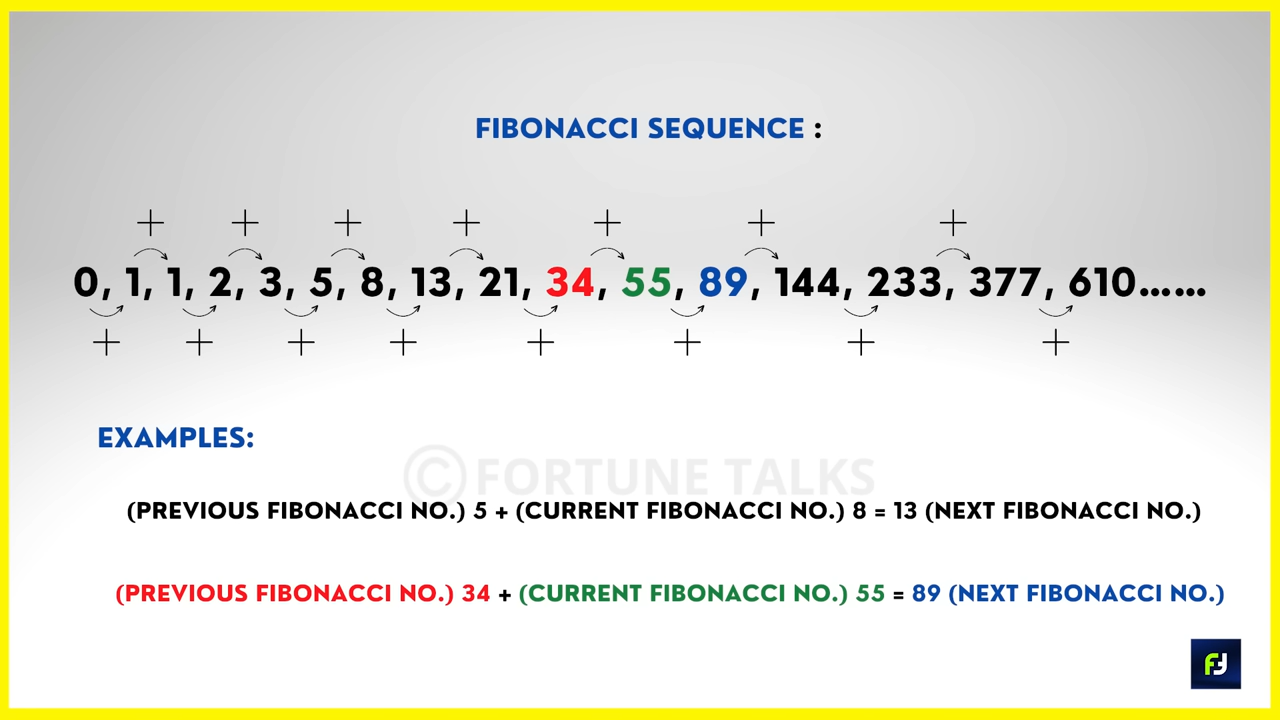 FIBONACCI SEQUENCE :
+ + + + + + +
0, 1, 1, 2, 3, 5, 8, 13, 21, 34, 55, 89, 144, 233, 377, 610......
+ + + + + + + +
EXAMPLES:
© FORTUNE TALKS
(PREVIOUS FIBONACCI NO.) 5 + (CURRENT FIBONACCI NO.) 8 = 13 (NEXT FIBONACCI NO.)
(PREVIOUS FIBONACCI NO.) 34 + (CURRENT FIBONACCI NO.) 55 = 89 (NEXT FIBONACCI NO.)